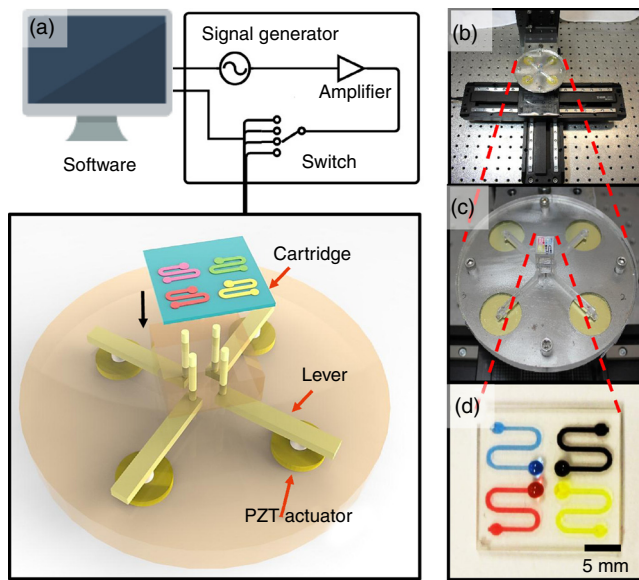 (a)
Signal generator
Amplifier
Software
Switch
Cartridge
Lever
PZT actuator
(b)
(c)
(d)
5 mm